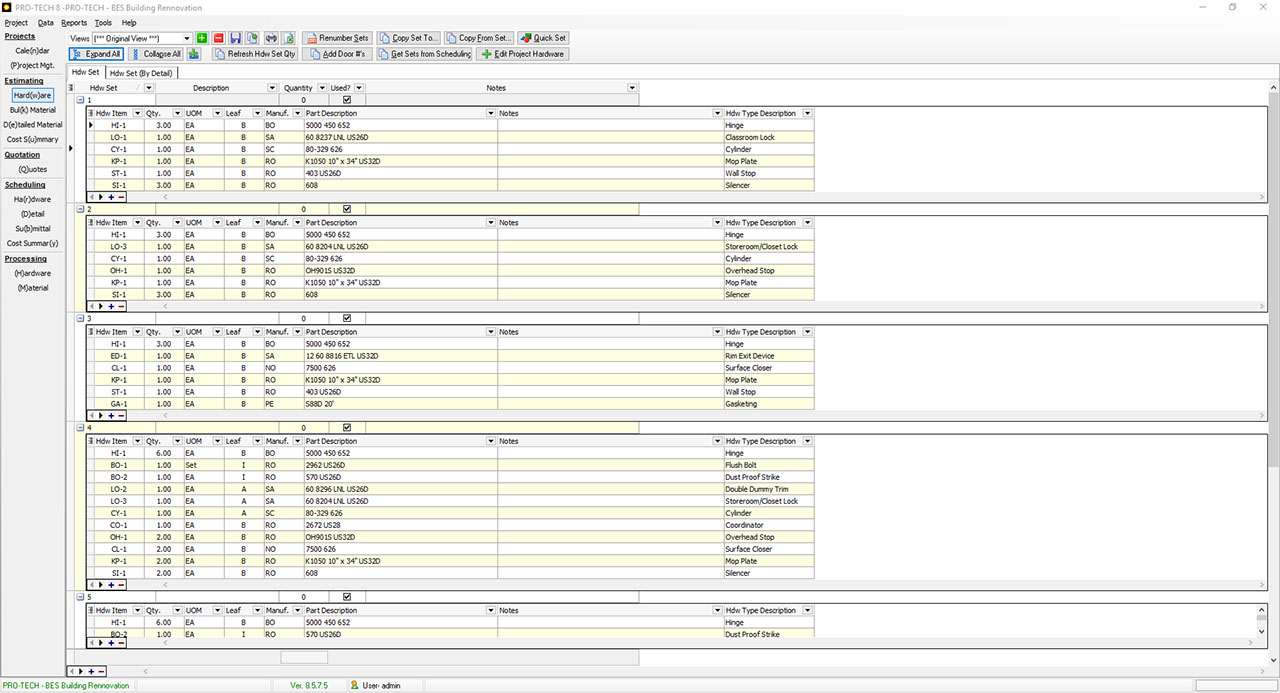 PRO-TECH 8 -PRO-TECH - BES Building Rennovation
Project Data Reports Tools Help
Projects
Cale(n)dar
(P)roject Mgt.
Estimating
Hard(w)are
Bul(k) Material
D(e)tailed Material
Cost S(u)mmary
Quotation
(Q)uotes
Scheduling
Ha(r)dware
(D)etail
Su(b)mittal
Cost Summar(y)
Processing
(H)ardware
(M)aterial
Views (*** Original View ***) Renumber Sets Copy Set To... Copy From Set... Quick Set
Expand All Collapse All Refresh Hdw Set Qty Add Door #'s Get Sets from Scheduling Edit Project Hardware
Hdw Set Hdw Set (By Detail)
Hdw Set Description Quantity Used? Notes
1 0
Hdw Item Qty. UOM Leaf Manuf. Part Description Notes Hdw Type Description
HI-1 3.00 EA B BO 5000 450 652 Hinge
LO-1 1.00 EA B SA 60 8237 LNL US26D Classroom Lock
CY-1 1.00 EA B SC 80-329 626 Cylinder
KP-1 1.00 EA B RO K1050 10" x 34" US32D Mop Plate
ST-1 1.00 EA B RO 403 US26D Wall Stop
SI-1 3.00 EA B RO 608 Silencer
2 0
Hdw Item Qty. UOM Leaf Manuf. Part Description Notes Hdw Type Description
HI-1 3.00 EA B BO 5000 450 652 Hinge
LO-3 1.00 EA B SA 60 8204 LNL US26D Storeroom/Closet Lock
CY-1 1.00 EA B SC 80-329 626 Cylinder
OH-1 1.00 EA B RO OH901S US32D Overhead Stop
KP-1 1.00 EA B RO K1050 10" x 34" US32D Mop Plate
SI-1 3.00 EA B RO 608 Silencer
3 0
Hdw Item Qty. UOM Leaf Manuf. Part Description Notes Hdw Type Description
HI-1 3.00 EA B BO 5000 450 652 Hinge
ED-1 1.00 EA B SA 12 60 8816 ETL US32D Rim Exit Device
CL-1 1.00 EA B NO 7500 626 Surface Closer
KP-1 1.00 EA B RO K1050 10" x 34" US32D Mop Plate
ST-1 1.00 EA B RO 403 US26D Wall Stop
GA-1 1.00 EA B PE S88D 20' Gasketing
4 0
Hdw Item Qty. UOM Leaf Manuf. Part Description Notes Hdw Type Description
HI-1 6.00 EA B BO 5000 450 652 Hinge
BO-1 1.00 Set I RO 2962 US26D Flush Bolt
BO-2 1.00 EA I RO 570 US26D Dust Proof Strike
LO-2 1.00 EA A SA 60 8296 LNL US26D Double Dummy Trim
LO-3 1.00 EA A SA 60 8204 LNL US26D Storeroom/Closet Lock
CY-1 1.00 EA A SC 80-329 626 Cylinder
CO-1 1.00 EA B RO 2672 US28 Coordinator
OH-1 2.00 EA B RO OH901S US32D Overhead Stop
CL-1 2.00 EA B NO 7500 626 Surface Closer
KP-1 2.00 EA B RO K1050 10" x 34" US32D Mop Plate
SI-1 2.00 EA B RO 608 Silencer
5 0
Hdw Item Qty. UOM Leaf Manuf. Part Description Notes Hdw Type Description
HI-1 6.00 EA B BO 5000 450 652 Hinge
BO-2 1.00 EA I RO 570 US26D Dust Proof Strike
PRO-TECH - BES Building Rennovation Ver. 8.5.7.5 User- admin